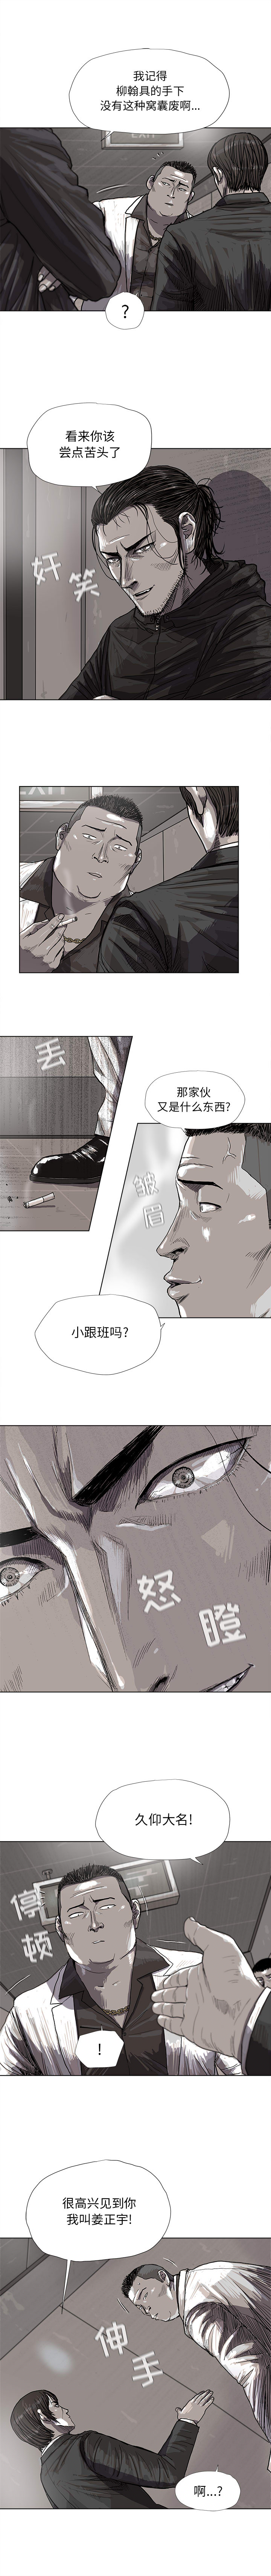 我记得
柳翰具的手下
没有这种窝囊废啊...
EXIT
?
看来你该
尝点苦头了
奸笑
丢
那家伙
又是什么东西?
皱眉
小跟班吗?
怒瞪
久仰大名!
停顿
!
很高兴见到你
我叫姜正宇!
伸手
啊...?